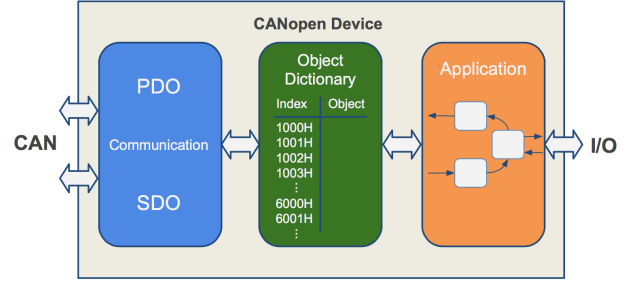 CANopen Device
CAN
PDO
Communication
SDO
Object
Dictionary
Index Object
1000H
1001H
1002H
1003H
⋮
6000H
6001H
⋮
Application
I/O